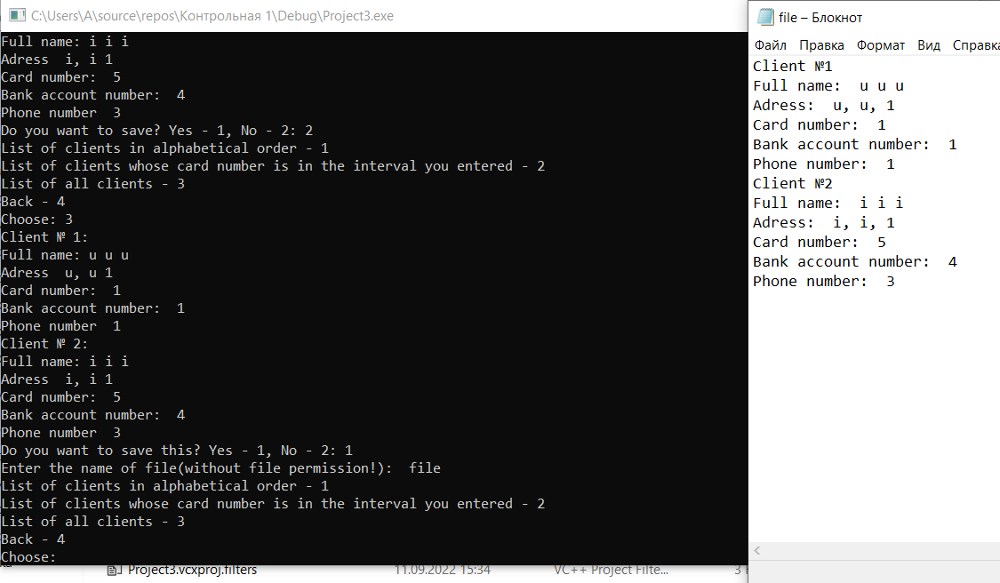 C:\Users\A\source\repos\Контрольная 1\Debug\Project3.exe
Full name: i i i
Adress  i, i 1
Card number:  5
Bank account number:  4
Phone number  3
Do you want to save? Yes - 1, No - 2: 2
List of clients in alphabetical order - 1
List of clients whose card number is in the interval you entered - 2
List of all clients - 3
Back - 4
Choose: 3
Client № 1:
Full name: u u u
Adress  u, u 1
Card number:  1
Bank account number:  1
Phone number  1
Client № 2:
Full name: i i i
Adress  i, i 1
Card number:  5
Bank account number:  4
Phone number  3
Do you want to save this? Yes - 1, No - 2: 1
Enter the name of file(without file permission!):  file
List of clients in alphabetical order - 1
List of clients whose card number is in the interval you entered - 2
List of all clients - 3
Back - 4
Choose:
Project3.vcxproj.filters 11.09.2022 15:34 VC++ Project Filte... 3
file – Блокнот
Файл Правка Формат Вид Справка
Client №1
Full name:  u u u
Adress:  u, u, 1
Card number:  1
Bank account number:  1
Phone number:  1
Client №2
Full name:  i i i
Adress:  i, i, 1
Card number:  5
Bank account number:  4
Phone number:  3